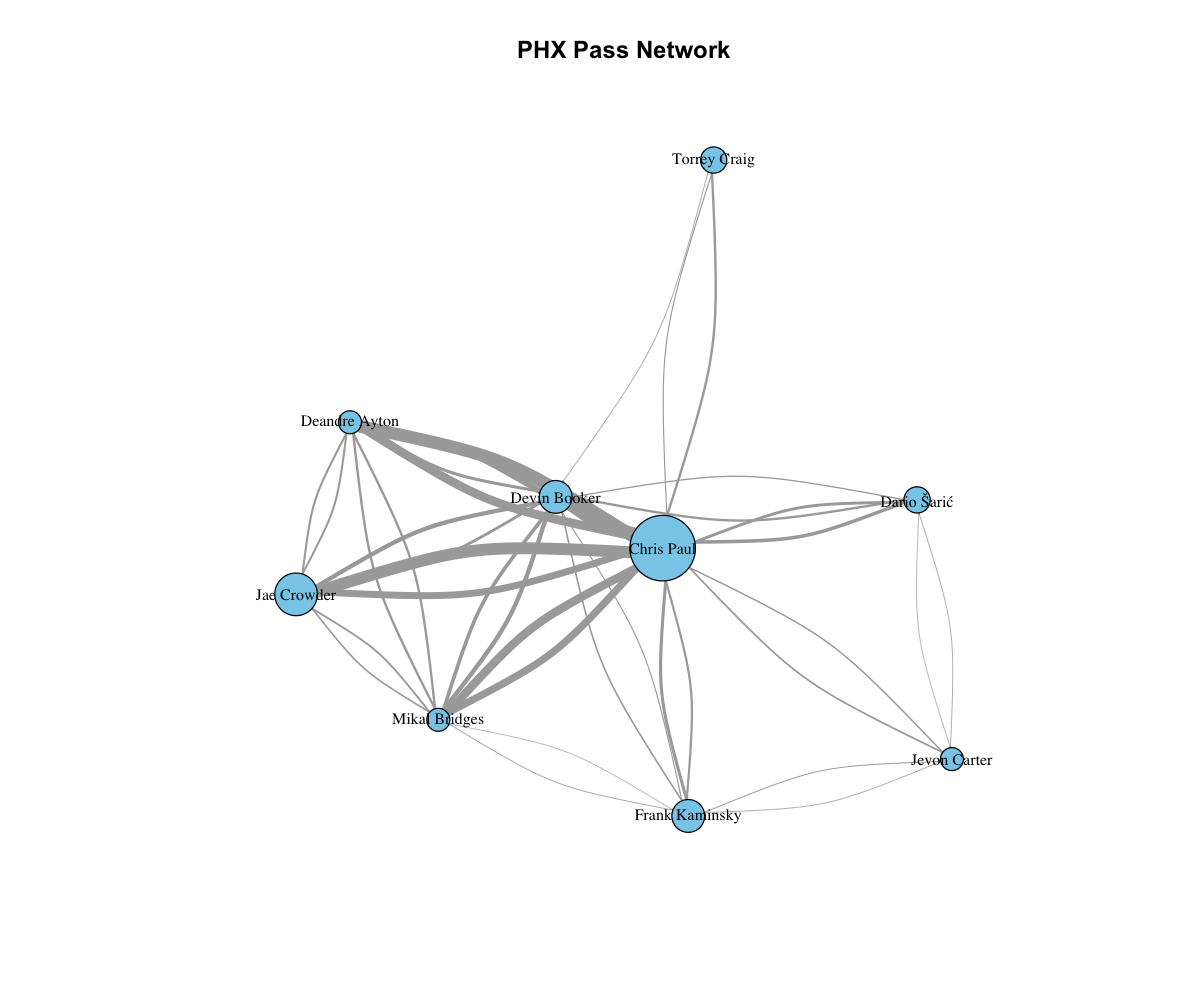 PHX Pass Network
Torrey Craig
Deandre Ayton
Devin Booker
Dario Šarić
Chris Paul
Jae Crowder
Mikal Bridges
Jevon Carter
Frank Kaminsky